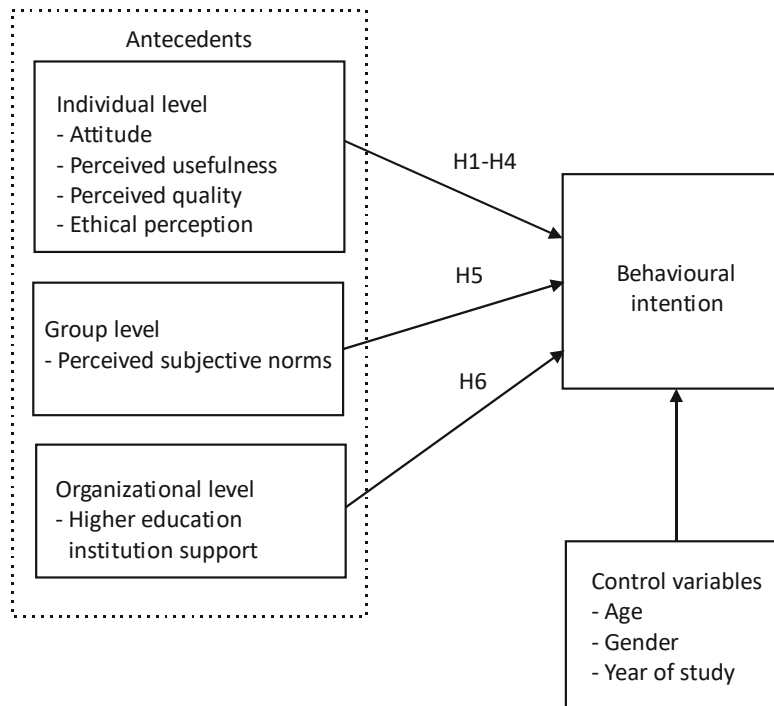 Antecedents
Individual level
- Attitude
- Perceived usefulness
- Perceived quality
- Ethical perception
H1-H4
Group level
- Perceived subjective norms
H5
Organizational level
- Higher education
institution support
H6
Behavioural
intention
Control variables
- Age
- Gender
- Year of study